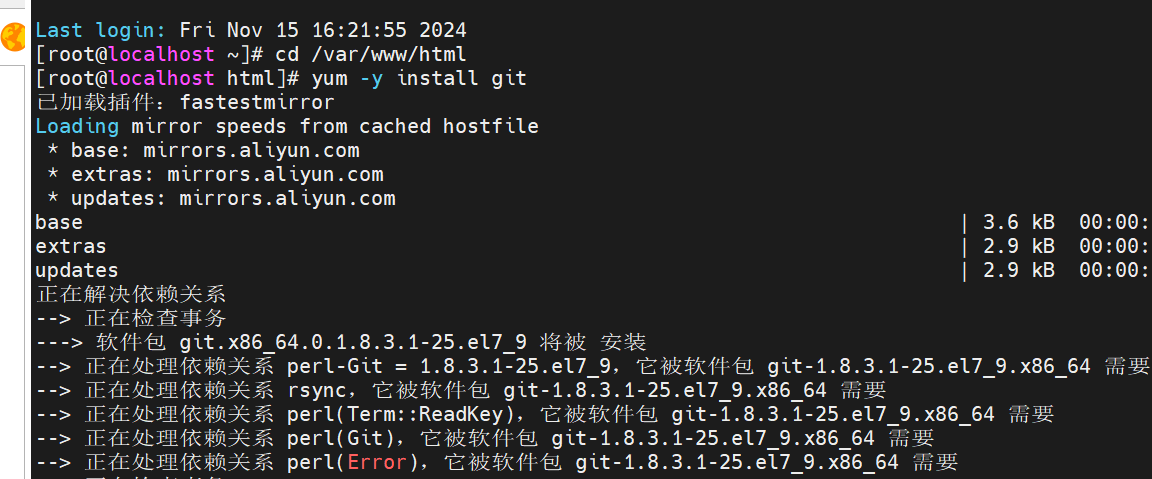 Last login: Fri Nov 15 16:21:55 2024
[root@localhost ~]# cd /var/www/html
[root@localhost html]# yum -y install git
已加载插件：fastestmirror
Loading mirror speeds from cached hostfile
 * base: mirrors.aliyun.com
 * extras: mirrors.aliyun.com
 * updates: mirrors.aliyun.com
base | 3.6 kB 00:00:
extras | 2.9 kB 00:00:
updates | 2.9 kB 00:00:
正在解决依赖关系
--> 正在检查事务
---> 软件包 git.x86_64.0.1.8.3.1-25.el7_9 将被 安装
--> 正在处理依赖关系 perl-Git = 1.8.3.1-25.el7_9，它被软件包 git-1.8.3.1-25.el7_9.x86_64 需要
--> 正在处理依赖关系 rsync，它被软件包 git-1.8.3.1-25.el7_9.x86_64 需要
--> 正在处理依赖关系 perl(Term::ReadKey)，它被软件包 git-1.8.3.1-25.el7_9.x86_64 需要
--> 正在处理依赖关系 perl(Git)，它被软件包 git-1.8.3.1-25.el7_9.x86_64 需要
--> 正在处理依赖关系 perl(Error)，它被软件包 git-1.8.3.1-25.el7_9.x86_64 需要